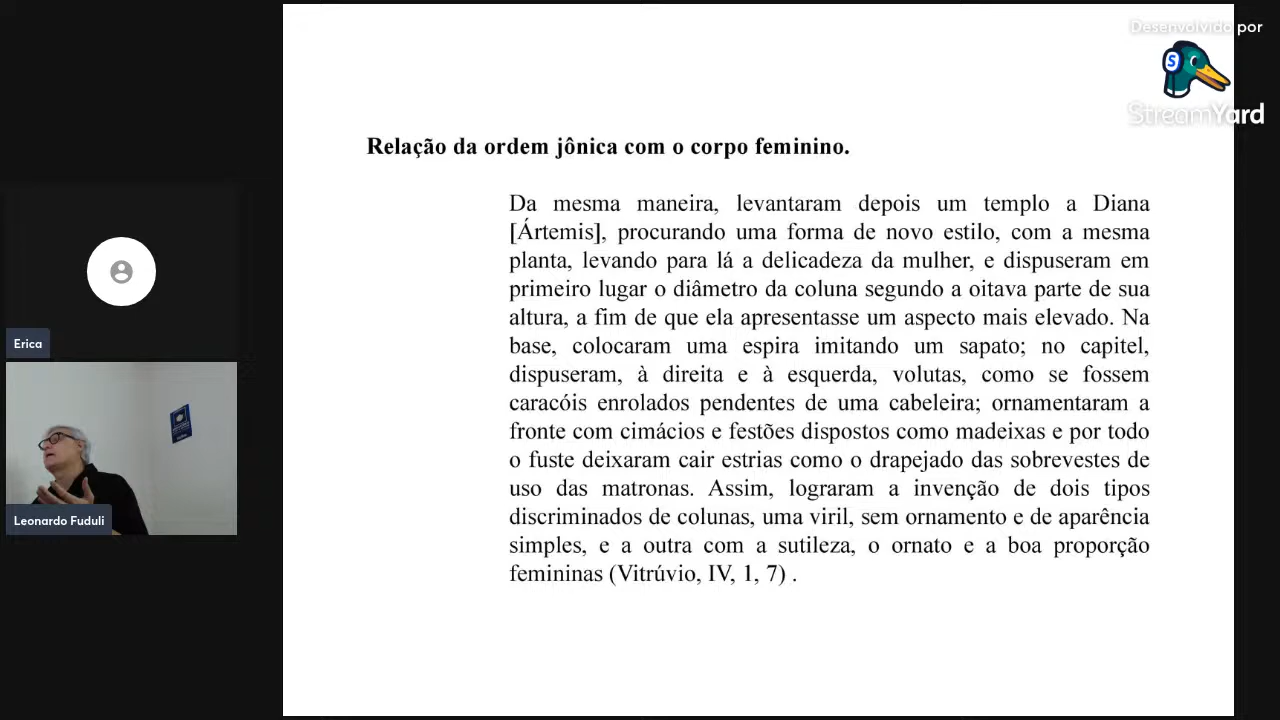 Desenvolvido por
StreamYard
Relação da ordem jônica com o corpo feminino.
Da mesma maneira, levantaram depois um templo a Diana
[Ártemis], procurando uma forma de novo estilo, com a mesma
planta, levando para lá a delicadeza da mulher, e dispuseram em
primeiro lugar o diâmetro da coluna segundo a oitava parte de sua
altura, a fim de que ela apresentasse um aspecto mais elevado. Na
base, colocaram uma espira imitando um sapato; no capitel,
dispuseram, à direita e à esquerda, volutas, como se fossem
caracóis enrolados pendentes de uma cabeleira; ornamentaram a
fronte com cimácios e festões dispostos como madeixas e por todo
o fuste deixaram cair estrias como o drapejado das sobrevestes de
uso das matronas. Assim, lograram a invenção de dois tipos
discriminados de colunas, uma viril, sem ornamento e de aparência
simples, e a outra com a sutileza, o ornato e a boa proporção
femininas (Vitrúvio, IV, 1, 7) .
Erica
Leonardo Fuduli